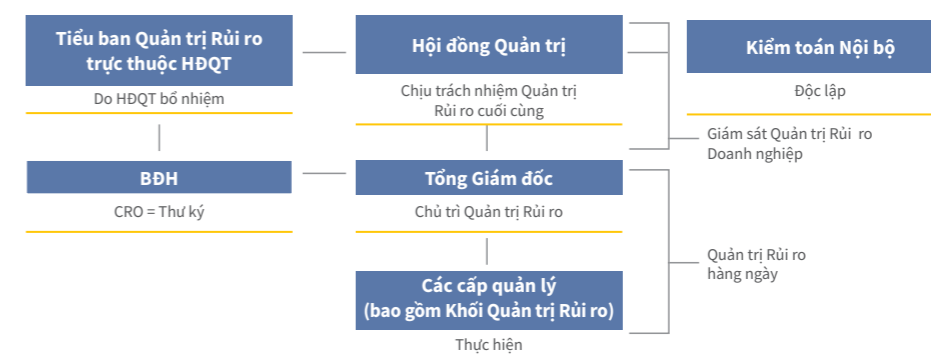 Tiểu ban Quản trị Rủi ro
trực thuộc HĐQT
Do HĐQT bổ nhiệm
Hội đồng Quản trị
Chịu trách nhiệm Quản trị
Rủi ro cuối cùng
Kiểm toán Nội bộ
Độc lập
Giám sát Quản trị Rủi ro
Doanh nghiệp
BĐH
CRO = Thư ký
Tổng Giám đốc
Chủ trì Quản trị Rủi ro
Quản trị Rủi ro
hàng ngày
Các cấp quản lý
(bao gồm Khối Quản trị Rủi ro)
Thực hiện